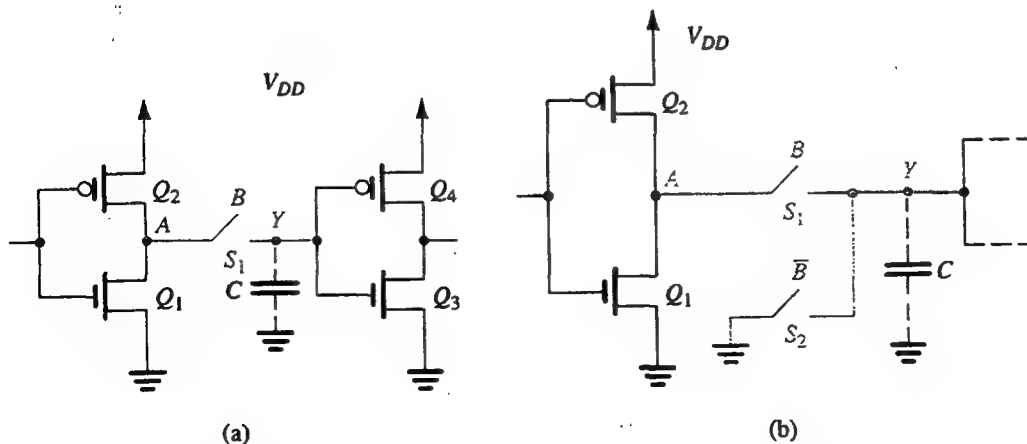 V_DD
Q₂
A
B
Y
S₁
C
Q₁
Q₄
Q₃
(a)
V_DD
Q₂
A
B
S₁
Y
C
B̅
S₂
Q₁
(b)